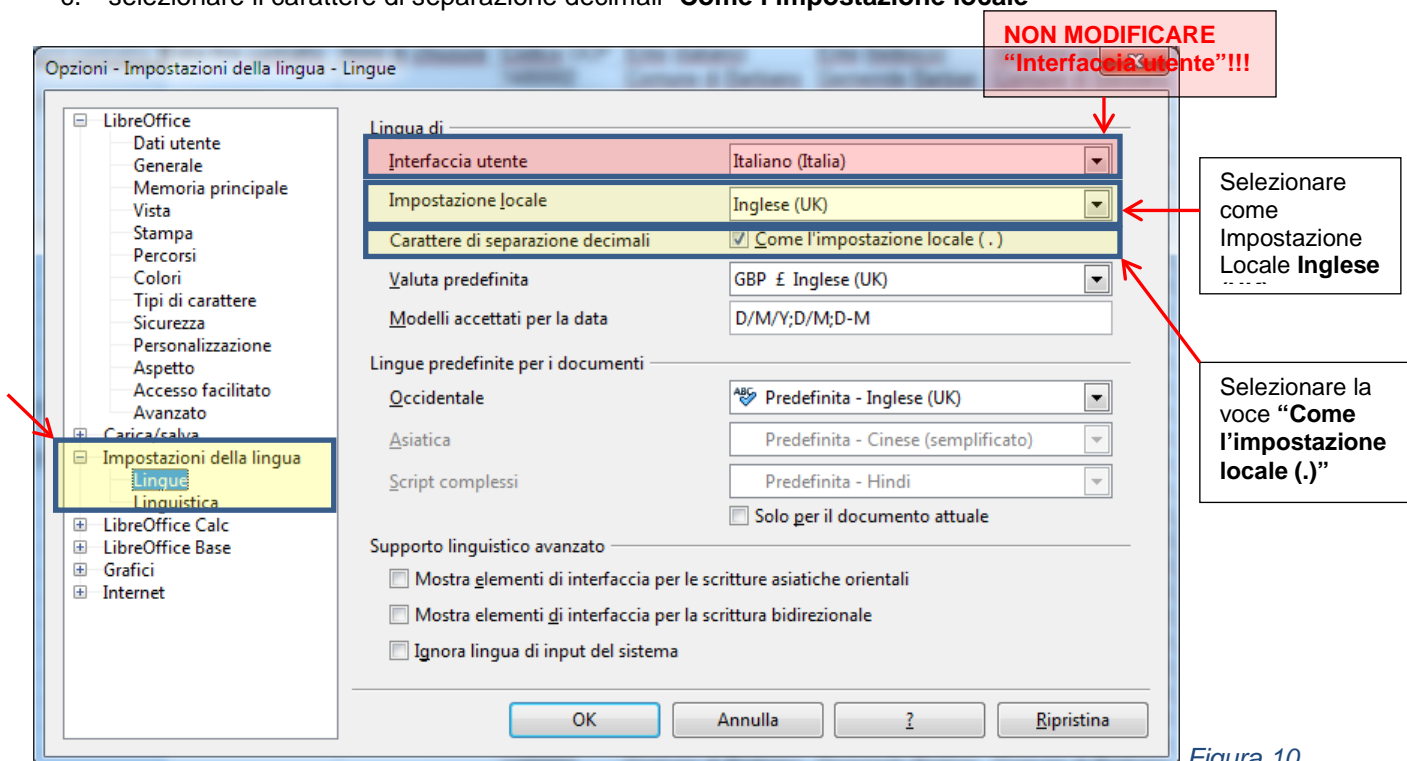 selezionare il carattere di separazione decimali "Come l'impostazione locale"
NON MODIFICARE
"Interfaccia utente"!!!
Opzioni - Impostazioni della lingua - Lingue
LibreOffice
Dati utente
Generale
Memoria principale
Vista
Stampa
Percorsi
Colori
Tipi di carattere
Sicurezza
Personalizzazione
Aspetto
Accesso facilitato
Avanzato
Carica/salva
Impostazioni della lingua
Lingue
Linguistica
LibreOffice Calc
LibreOffice Base
Grafici
Internet
Lingua di
Interfaccia utente Italiano (Italia)
Impostazione locale Inglese (UK)
Carattere di separazione decimali Come l'impostazione locale ( . )
Valuta predefinita GBP £ Inglese (UK)
Modelli accettati per la data D/M/Y;D/M;D-M
Lingue predefinite per i documenti
Occidentale Predefinita - Inglese (UK)
Asiatica Predefinita - Cinese (semplificato)
Script complessi Predefinita - Hindi
Solo per il documento attuale
Supporto linguistico avanzato
Mostra elementi di interfaccia per le scritture asiatiche orientali
Mostra elementi di interfaccia per la scrittura bidirezionale
Ignora lingua di input del sistema
OK Annulla ? Ripristina
Selezionare
come
Impostazione
Locale Inglese
Selezionare la
voce "Come
l'impostazione
locale (.)"
Figura 10